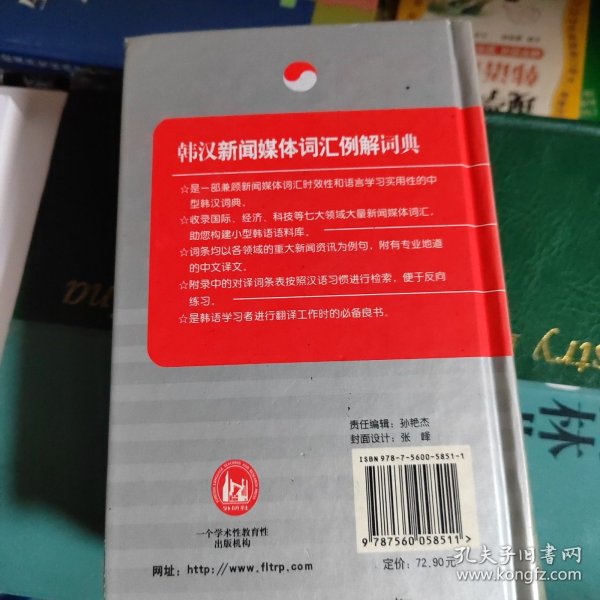 韩汉新闻媒体词汇例解词典
☆是一部兼顾新闻媒体词汇时效性和语言学习实用性的中
型韩汉词典。
☆收录国际、经济、科技等七大领域大量新闻媒体词汇,
助您构建小型韩语语料库。
☆词条均以各领域的重大新闻资讯为例句,附有专业地道
的中文译文。
☆附录中的对译词条表按照汉语习惯进行检索,便于反向
练习。
☆是韩语学习者进行翻译工作时的必备良书。
责任编辑:孙艳杰
封面设计:张 峰
ISBN 978-7-5600-5851-1
9 787560 058511 >
定价:72.90元
一个学术性教育性
出版机构
网址:http://www.fltrp.com
韩语
林
孔夫子旧书网
www.kongfz.com